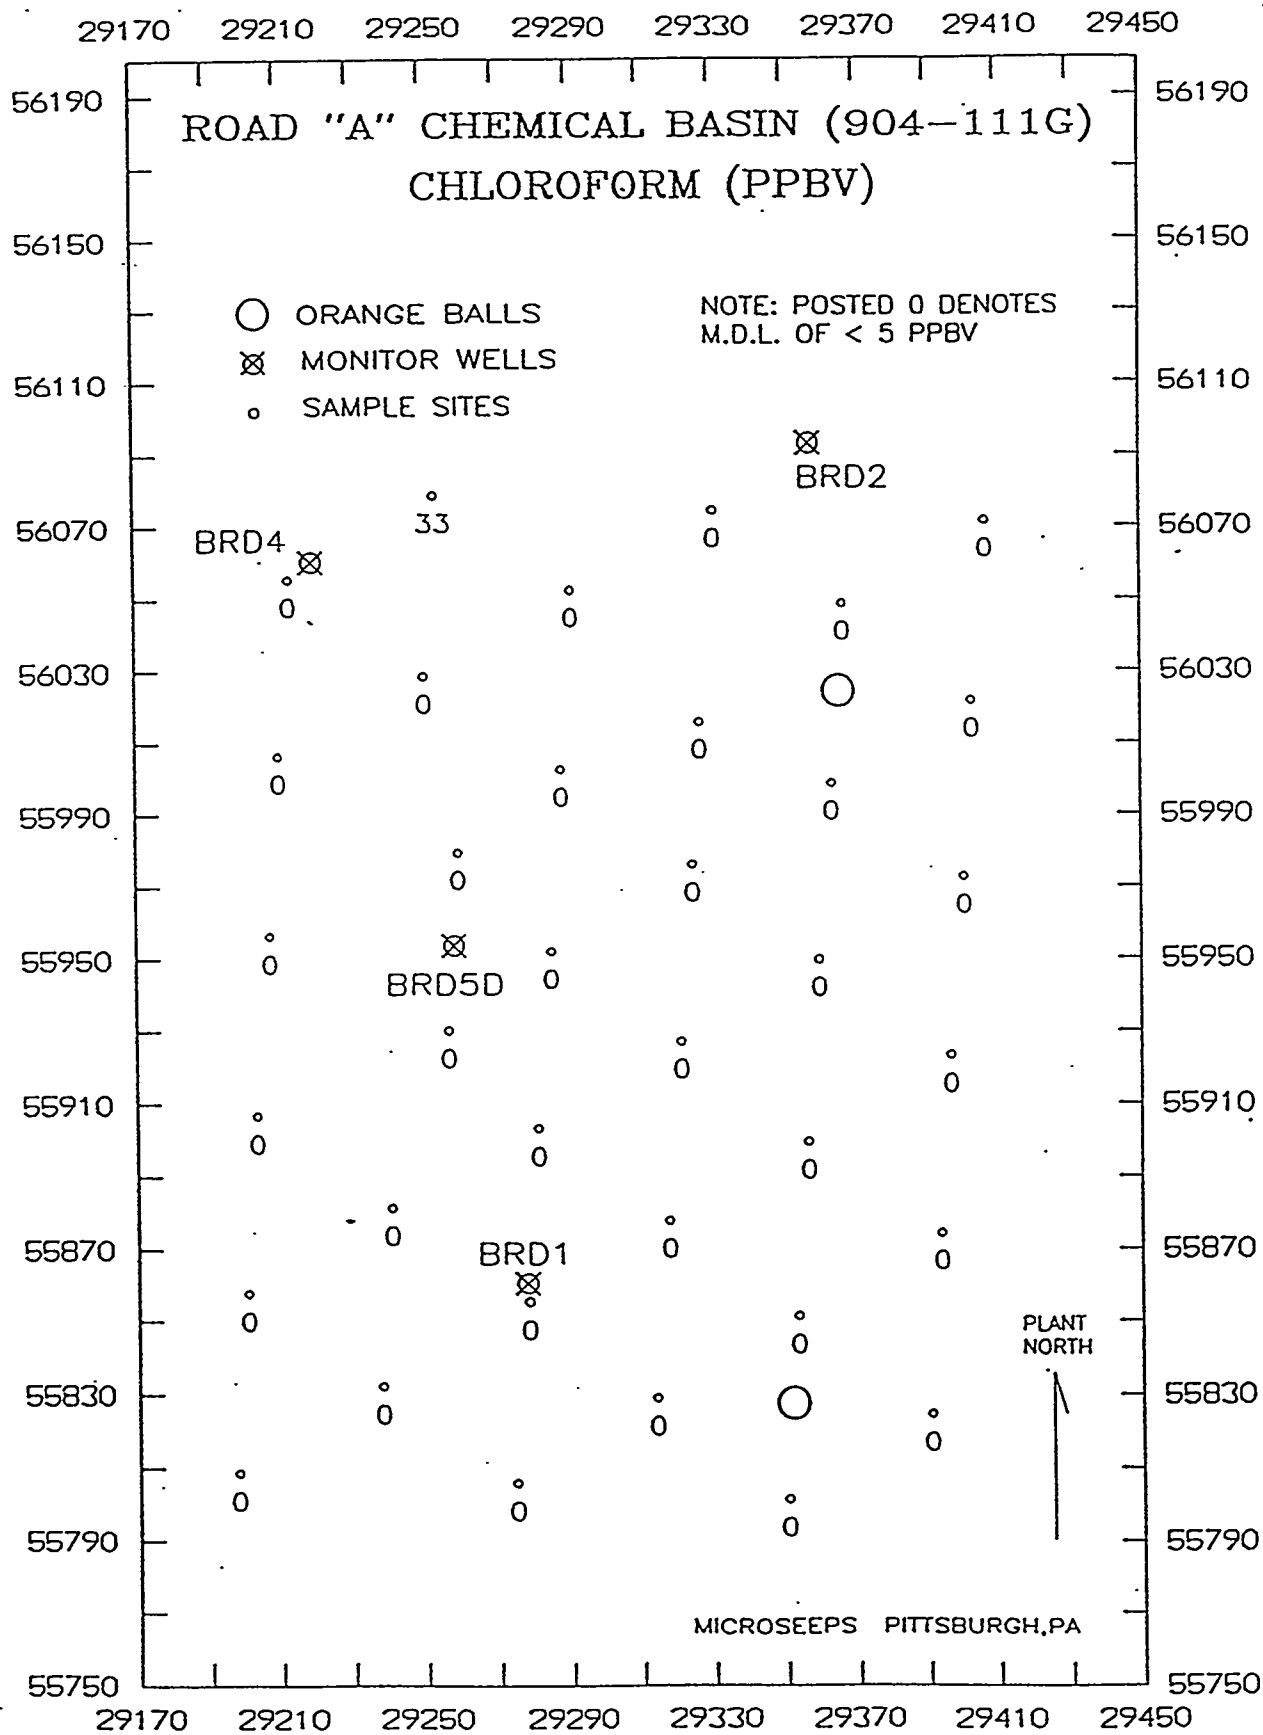 29170 29210 29250 29290 29330 29370 29410 29450
56190 56190
ROAD "A" CHEMICAL BASIN (904-111G)
CHLOROFORM (PPBV)
56150 56150
ORANGE BALLS
NOTE: POSTED 0 DENOTES
M.D.L. OF < 5 PPBV
MONITOR WELLS
56110 56110
SAMPLE SITES
BRD2
33
56070 0 0 56070
BRD4
0 0 0
56030 56030
0 0
0
0 0 0
55990 55990
0 0 0
55950 0 0 0 55950
BRD5D
0 0 0
55910 55910
0 0 0
0 0 0
55870 BRD1 55870
0 0 0
PLANT
NORTH
55830 55830
0 0 0
0 0 0
55790 55790
MICROSEEPS PITTSBURGH,PA
55750 55750
29170 29210 29250 29290 29330 29370 29410 29450